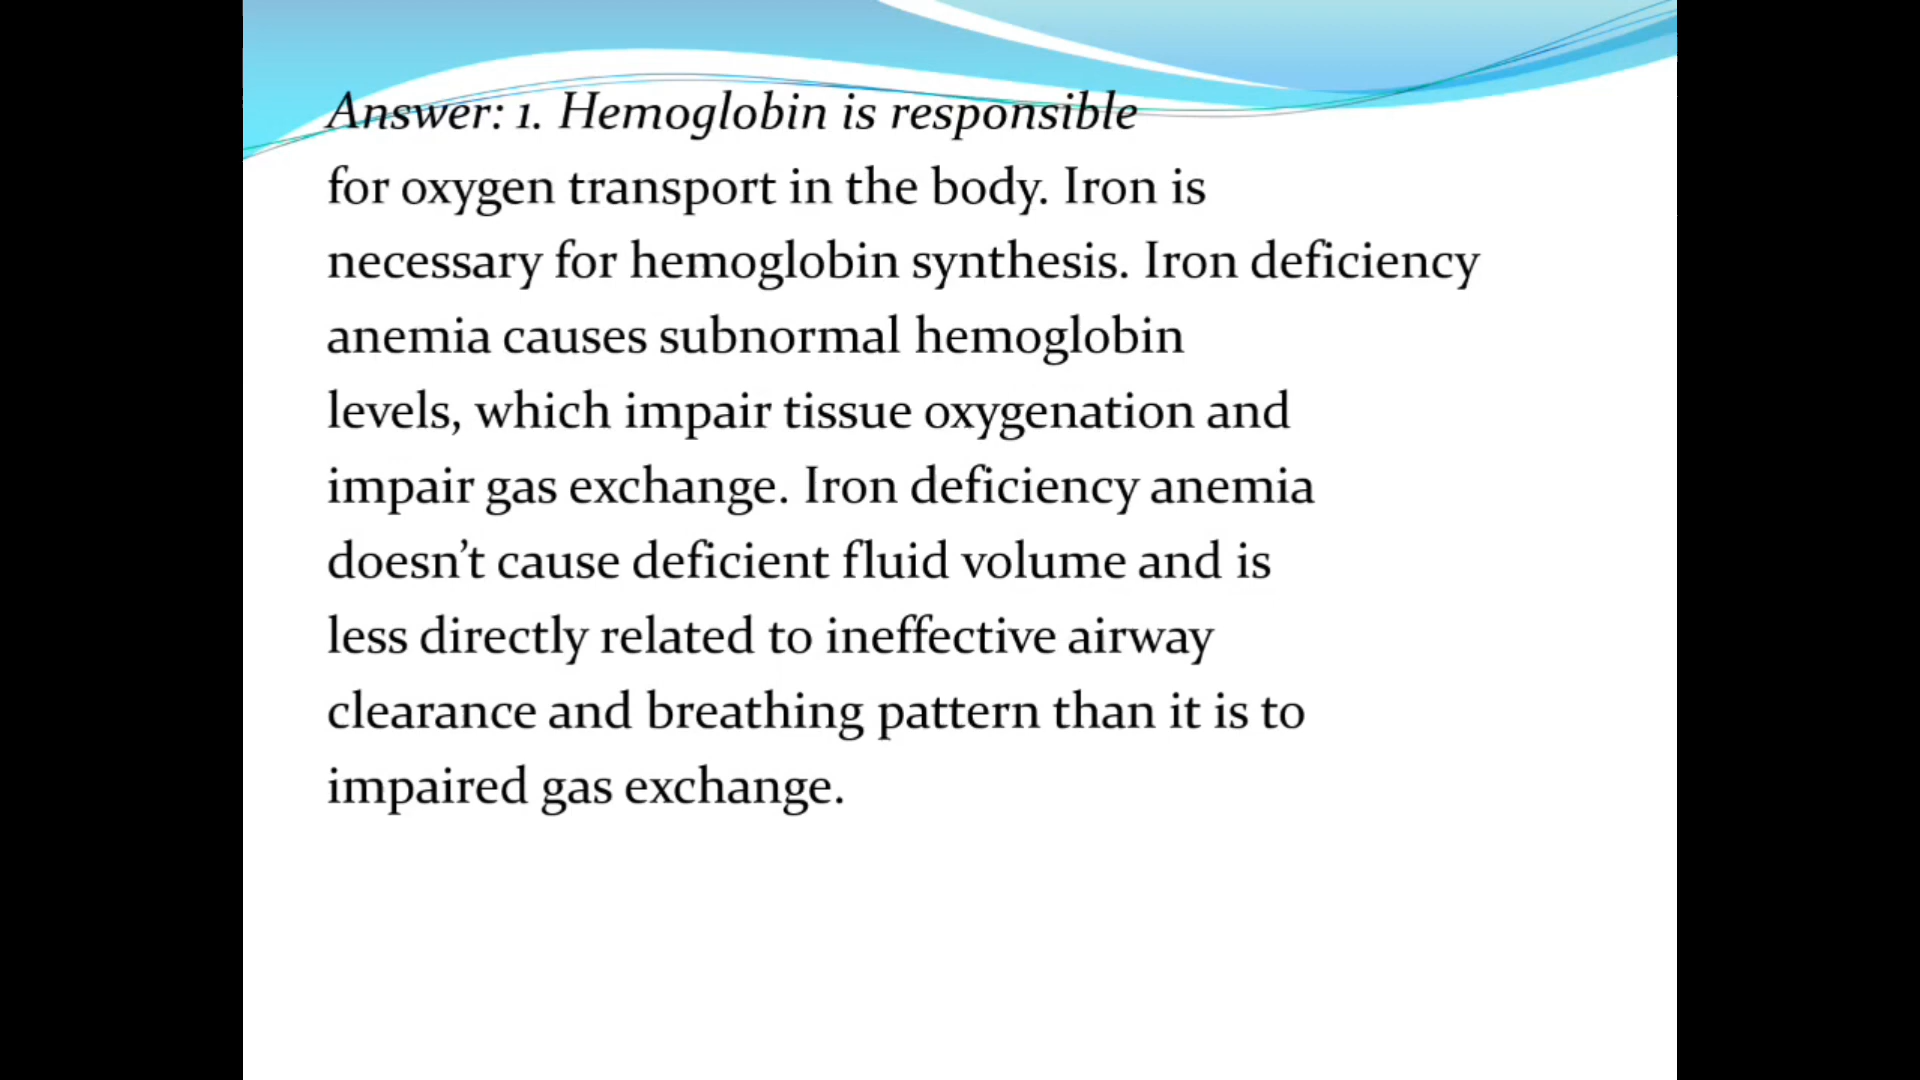 Answer: 1. Hemoglobin is responsible
for oxygen transport in the body. Iron is
necessary for hemoglobin synthesis. Iron deficiency
anemia causes subnormal hemoglobin
levels, which impair tissue oxygenation and
impair gas exchange. Iron deficiency anemia
doesn’t cause deficient fluid volume and is
less directly related to ineffective airway
clearance and breathing pattern than it is to
impaired gas exchange.